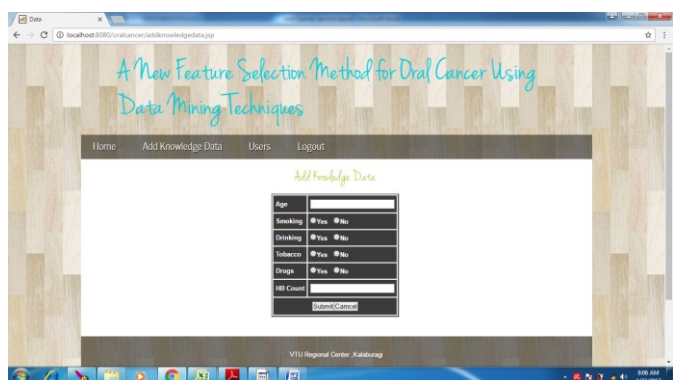 Data
localhost:8080/oralcancer/addknowledgedata.jsp
A New Feature Selection Method for Oral Cancer Using
Data Mining Techniques
Home Add Knowledge Data Users Logout
Add Knowledge Data
Age
Smoking Yes No
Drinking Yes No
Tobacco Yes No
Drugs Yes No
HB Count
Submit Cancel
VTU Regional Center ,Kalaburagi
9:06 AM